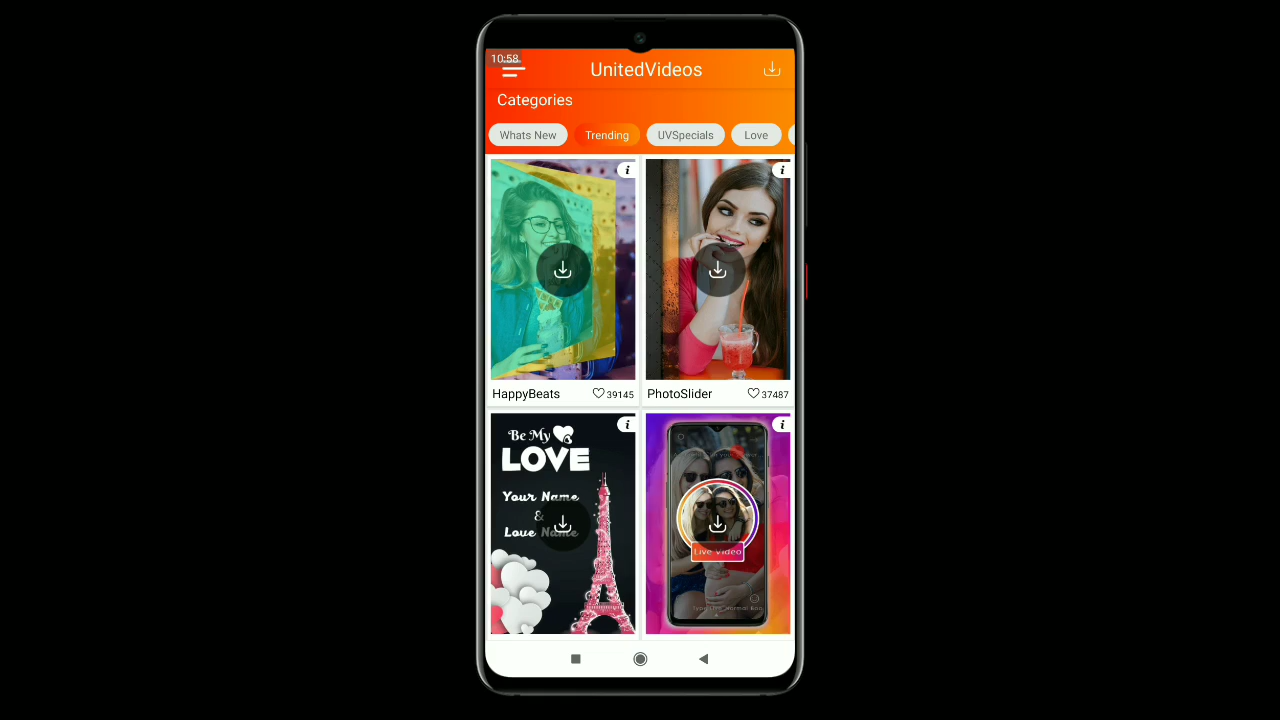 10:58
UnitedVideos
Categories
Whats New
Trending
UVSpecials
Love
i
i
HappyBeats
39145
PhotoSlider
37487
i
Be My
LOVE
Your Name
&
Love Name
i
Live Video